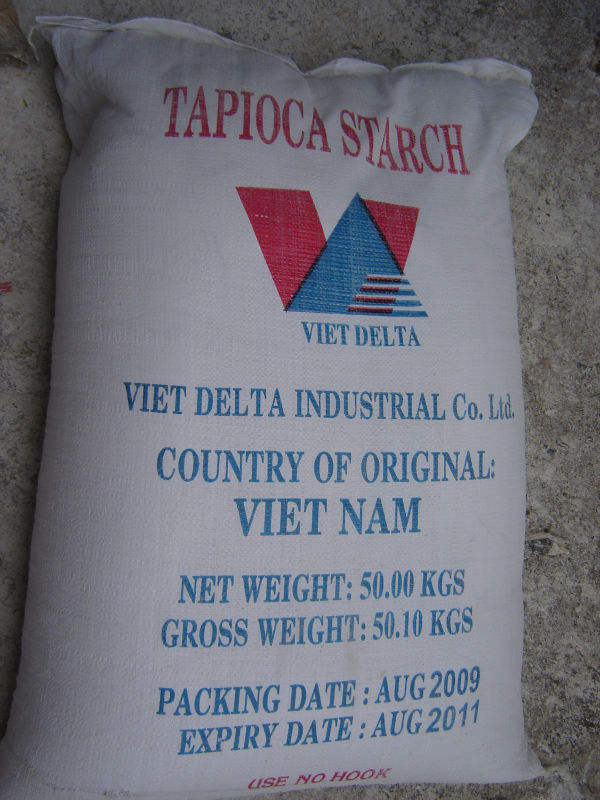 TAPIOCA STARCH
VIET DELTA
VIET DELTA INDUSTRIAL Co. Ltd.
COUNTRY OF ORIGINAL:
VIET NAM
NET WEIGHT: 50.00 KGS
GROSS WEIGHT: 50.10 KGS
PACKING DATE : AUG 2009
EXPIRY DATE : AUG 2011
USE NO HOOK